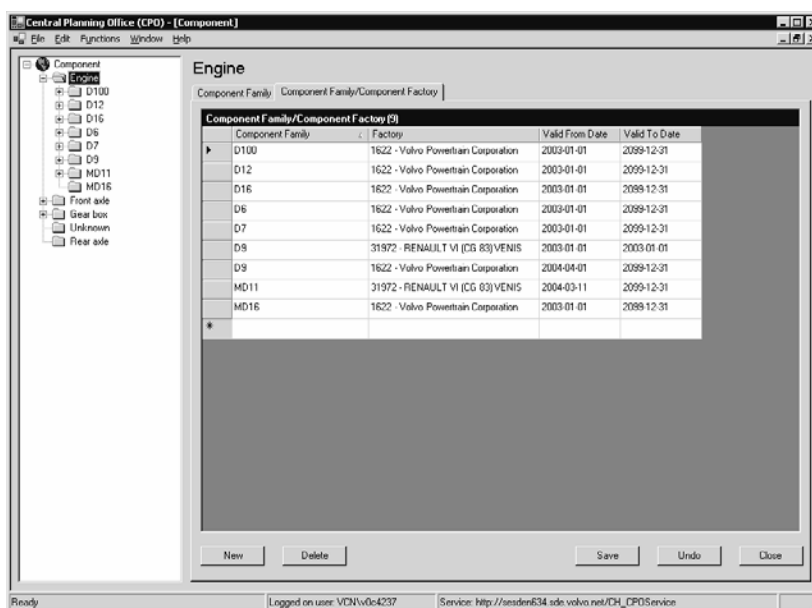 Central Planning Office (CPO) - [Component]
File Edit Functions Window Help
Component
Engine
D100
D12
D16
D6
D7
D9
MD11
MD16
Front axle
Gear box
Unknown
Rear axle
Engine
Component Family Component Family/Component Factory
Component Family/Component Factory (9)
Component Family Factory Valid From Date Valid To Date
D100 1622 - Volvo Powertrain Corporation 2003-01-01 2099-12-31
D12 1622 - Volvo Powertrain Corporation 2003-01-01 2099-12-31
D16 1622 - Volvo Powertrain Corporation 2003-01-01 2099-12-31
D6 1622 - Volvo Powertrain Corporation 2003-01-01 2099-12-31
D7 1622 - Volvo Powertrain Corporation 2003-01-01 2099-12-31
D9 31972 - RENAULT VI (CG 83) VENIS 2003-01-01 2003-01-01
D9 1622 - Volvo Powertrain Corporation 2004-04-01 2099-12-31
MD11 31972 - RENAULT VI (CG 83) VENIS 2004-03-11 2099-12-31
MD16 1622 - Volvo Powertrain Corporation 2003-01-01 2099-12-31
New Delete Save Undo Close
Ready Logged on user: VCN\v0c4237 Service: http://sesden634.sde.volvo.net/CH_CPOService